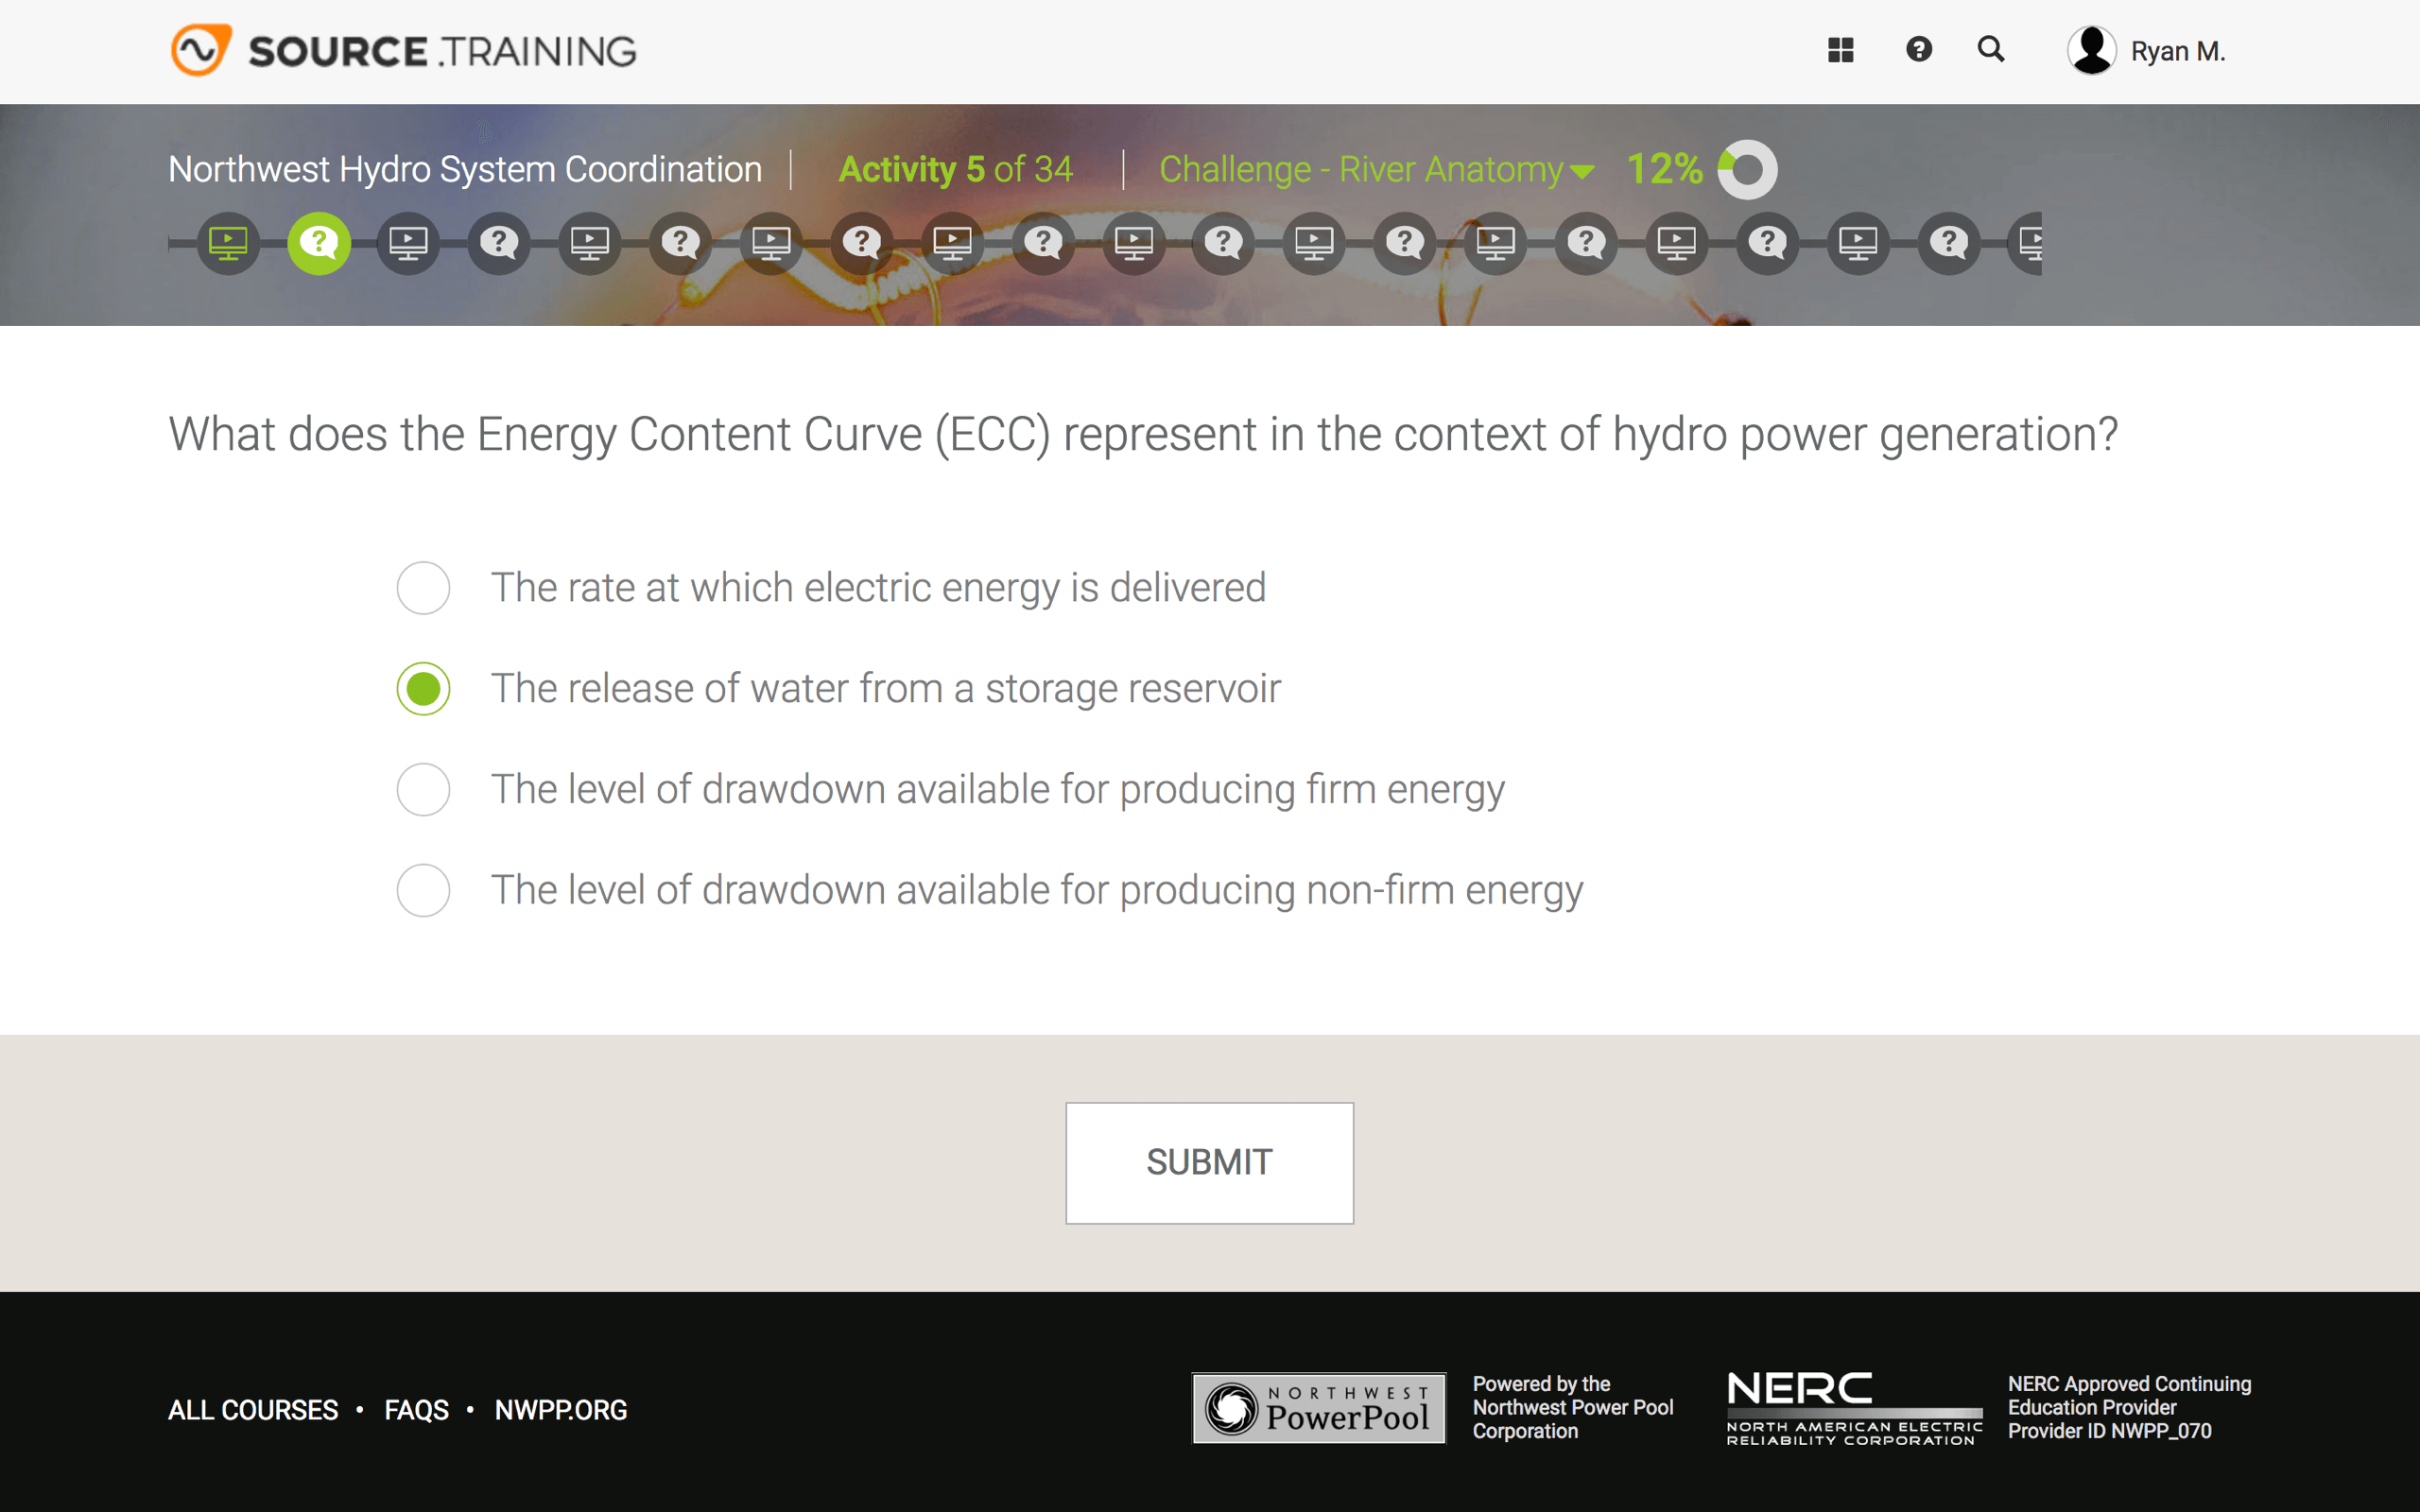 SOURCE.TRAINING
Ryan M.
Northwest Hydro System Coordination
Activity 5 of 34
Challenge - River Anatomy
12%
What does the Energy Content Curve (ECC) represent in the context of hydro power generation?
The rate at which electric energy is delivered
The release of water from a storage reservoir
The level of drawdown available for producing firm energy
The level of drawdown available for producing non-firm energy
SUBMIT
ALL COURSES • FAQS • NWPP.ORG
NORTHWEST
PowerPool
Powered by the
Northwest Power Pool
Corporation
NERC
NORTH AMERICAN ELECTRIC
RELIABILITY CORPORATION
NERC Approved Continuing
Education Provider
Provider ID NWPP_070